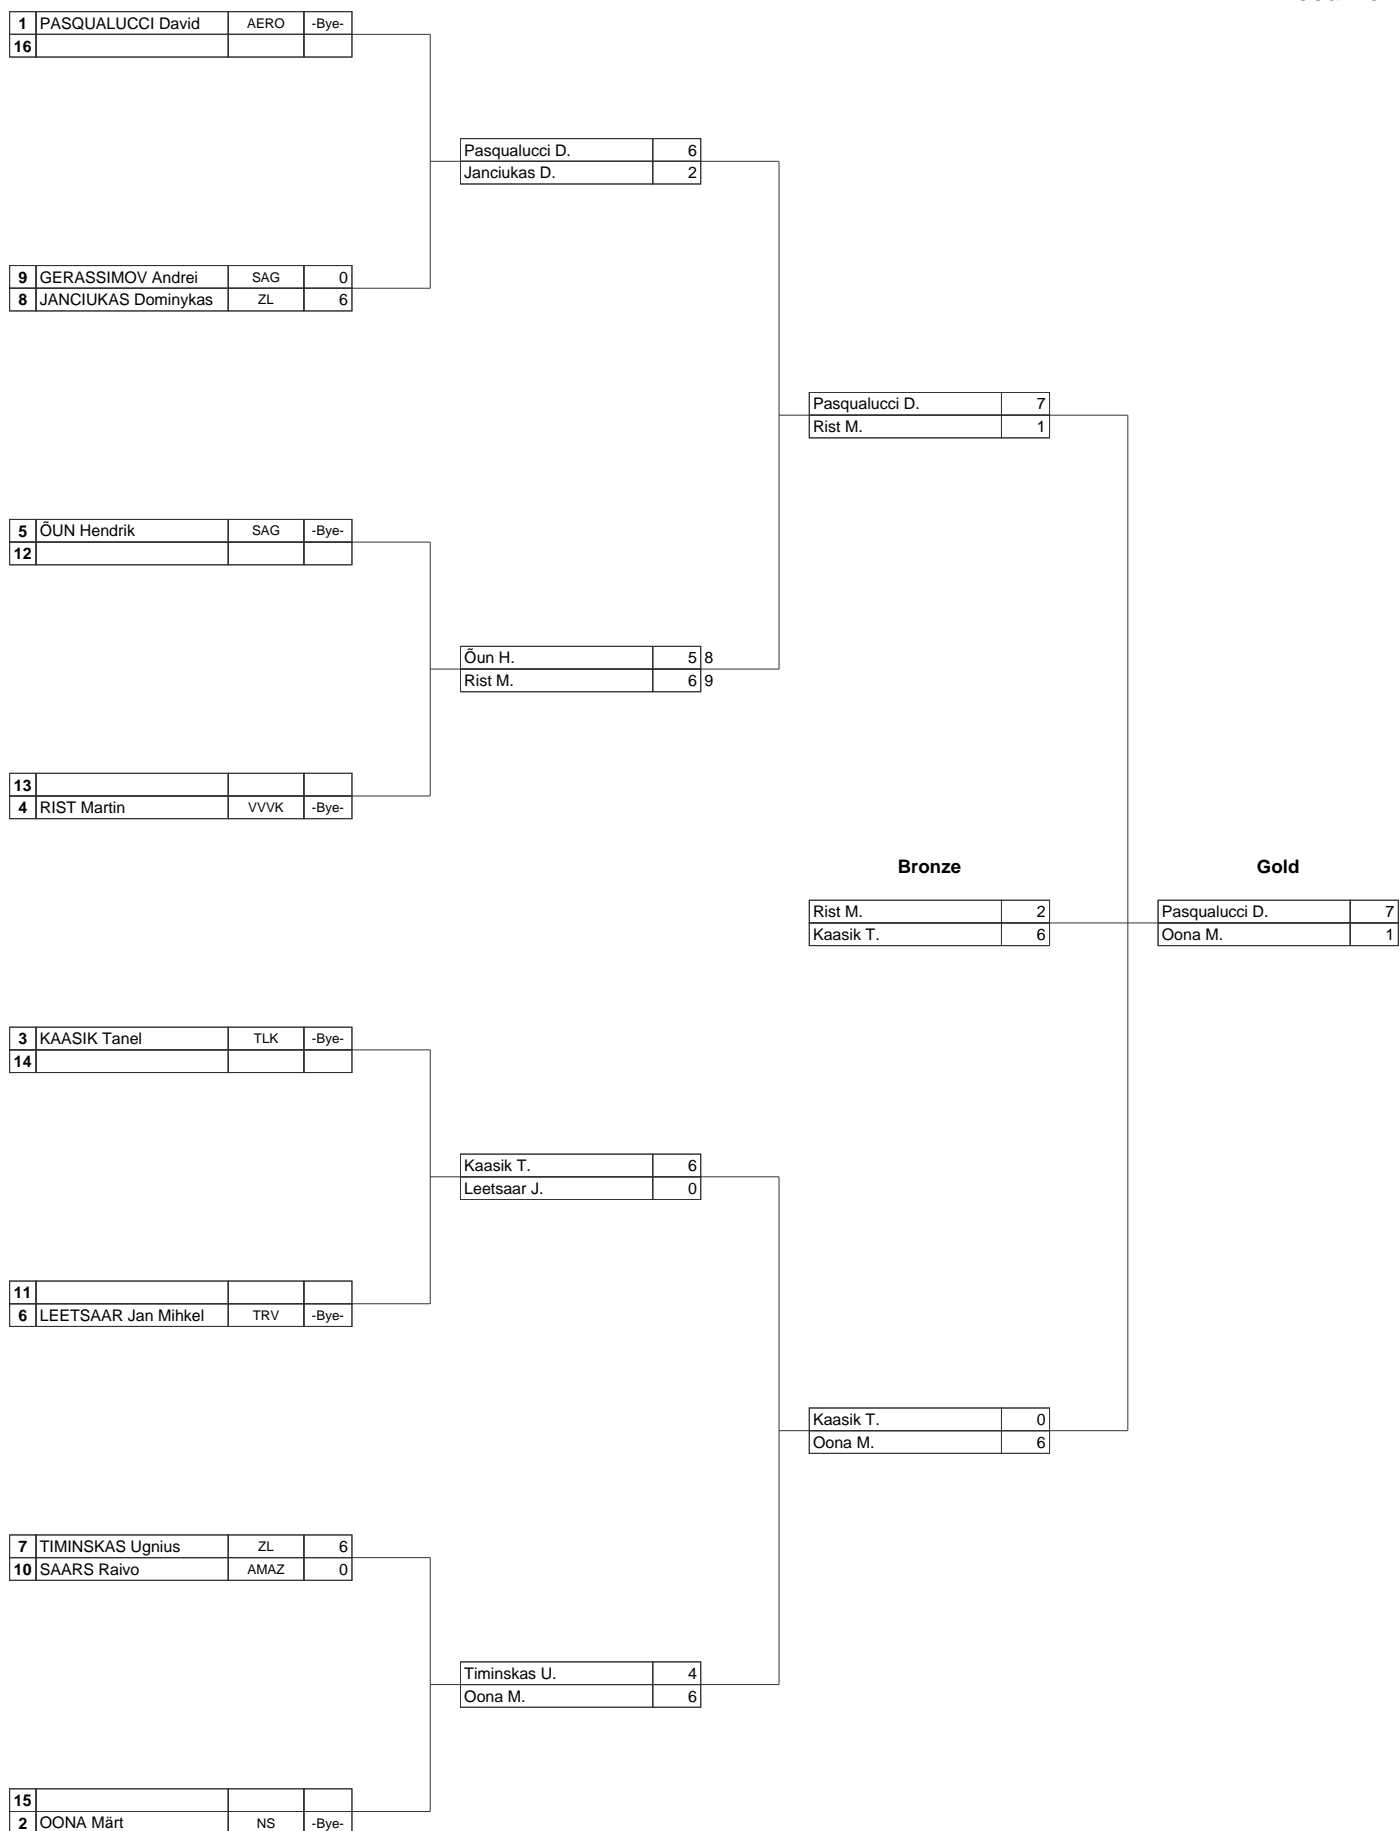 1 PASQUALUCCI David AERO -Bye-
16
Pasqualucci D. 6
Janciukas D. 2
9 GERASSIMOV Andrei SAG 0
8 JANCIUKAS Dominykas ZL 6
Pasqualucci D. 7
Rist M. 1
5 ÕUN Hendrik SAG -Bye-
12
Õun H. 5 8
Rist M. 6 9
13
4 RIST Martin VVVK -Bye-
Bronze Gold
Rist M. 2 Pasqualucci D. 7
Kaasik T. 6 Oona M. 1
3 KAASIK Tanel TLK -Bye-
14
Kaasik T. 6
Leetsaar J. 0
11
6 LEETSAAR Jan Mihkel TRV -Bye-
Kaasik T. 0
Oona M. 6
7 TIMINSKAS Ugnius ZL 6
10 SAARS Raivo AMAZ 0
Timinskas U. 4
Oona M. 6
15
2 OONA Märt NS -Bye-